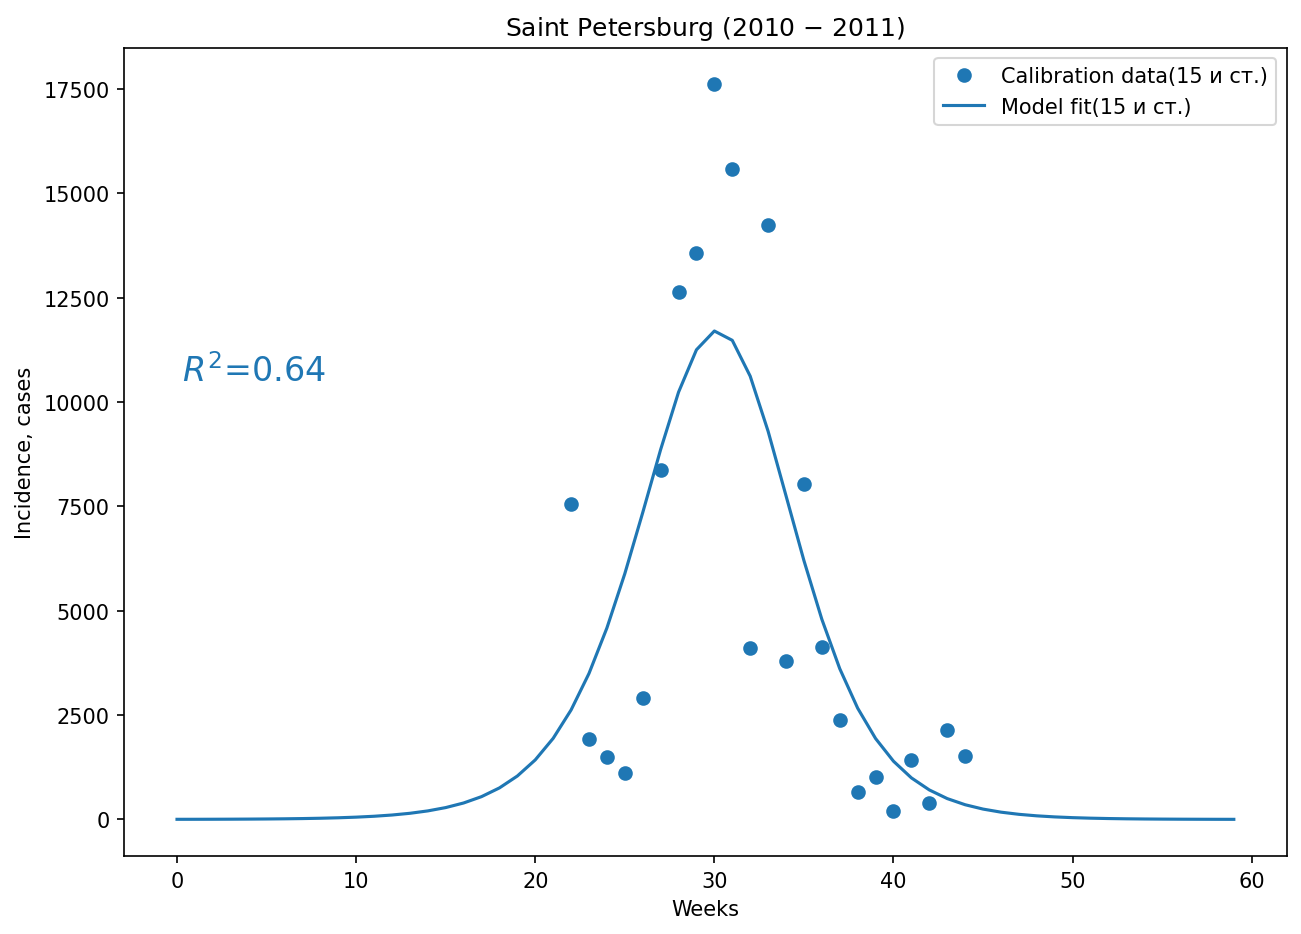 Saint Petersburg (2010 − 2011)
Calibration data(15 и ст.)
Model fit(15 и ст.)
R²=0.64
Incidence, cases
17500
15000
12500
10000
7500
5000
2500
0
0 10 20 30 40 50 60
Weeks